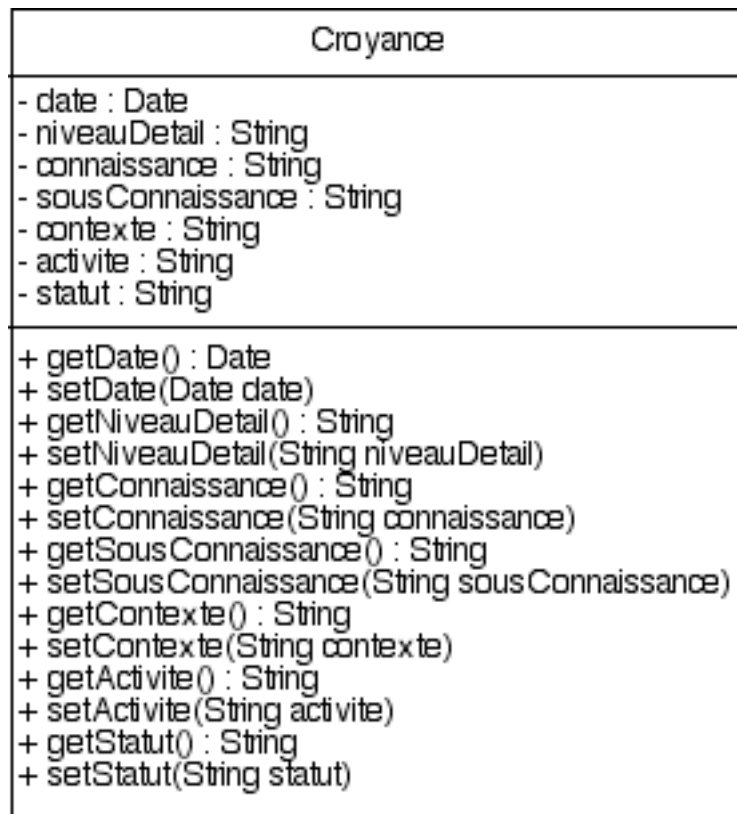 Croyance
- date : Date
- niveauDetail : String
- connaissance : String
- sousConnaissance : String
- contexte : String
- activite : String
- statut : String
+ getDate() : Date
+ setDate(Date date)
+ getNiveauDetail() : String
+ setNiveauDetail(String niveauDetail)
+ getConnaissance() : String
+ setConnaissance(String connaissance)
+ getSousConnaissance() : String
+ setSousConnaissance(String sousConnaissance)
+ getContexte() : String
+ setContexte(String contexte)
+ getActivite() : String
+ setActivite(String activite)
+ getStatut() : String
+ setStatut(String statut)